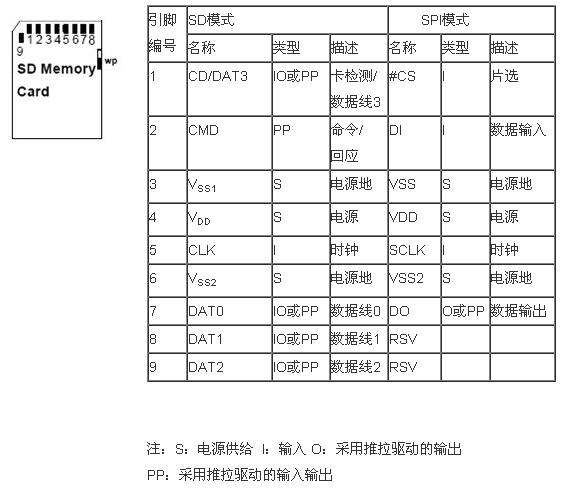 12345678
9
wp
SD Memory
Card
引脚 SD模式 SPI模式
编号 名称 类型 描述 名称 类型 描述
1 CD/DAT3 IO或PP 卡检测/ #CS I 片选
数据线3
2 CMD PP 命令/ DI I 数据输入
回应
3 VSS1 S 电源地 VSS S 电源地
4 VDD S 电源 VDD S 电源
5 CLK I 时钟 SCLK I 时钟
6 VSS2 S 电源地 VSS2 S 电源地
7 DAT0 IO或PP 数据线0 DO O或PP 数据输出
8 DAT1 IO或PP 数据线1 RSV
9 DAT2 IO或PP 数据线2 RSV
注：S：电源供给 I：输入 O：采用推拉驱动的输出
PP：采用推拉驱动的输入输出